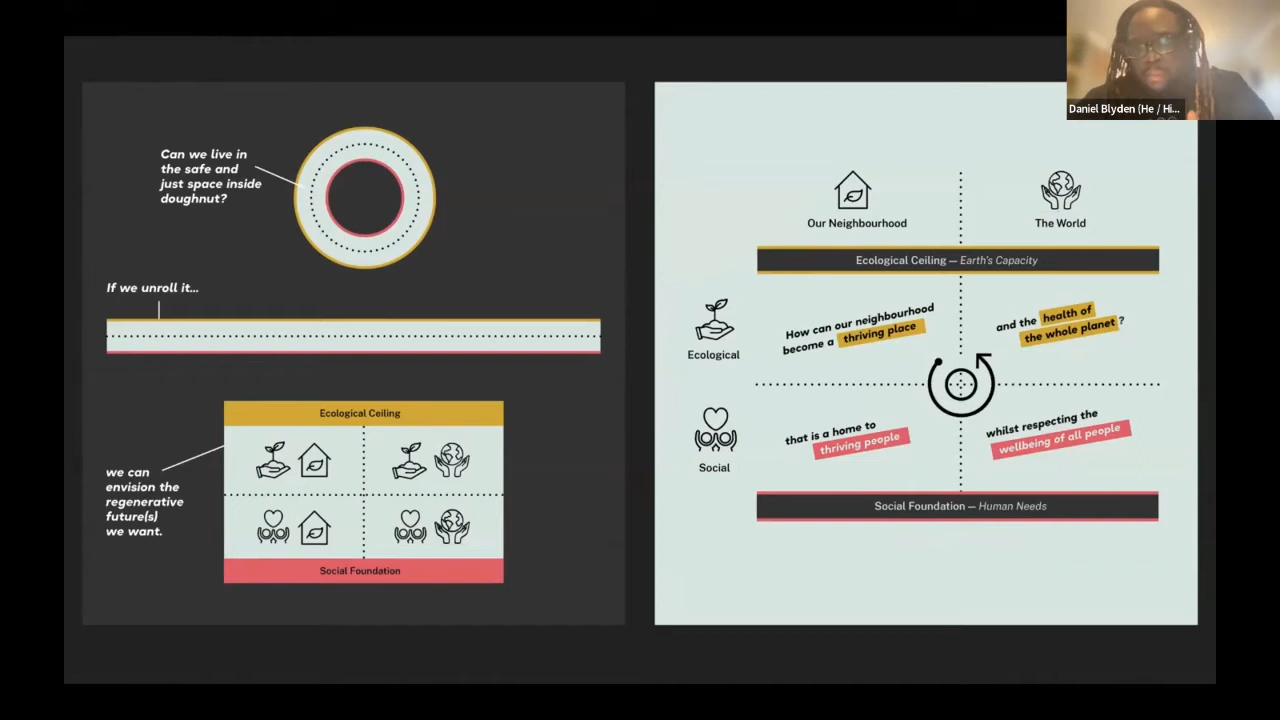 Can we live in
the safe and
just space inside
doughnut?
If we unroll it...
Ecological Ceiling
we can
envision the
regenerative
future(s)
we want.
Social Foundation
Daniel Blyden (He / Hi...
Our Neighbourhood
The World
Ecological Ceiling — Earth's Capacity
Ecological
How can our neighbourhood
become a thriving place
and the health of
the whole planet?
Social
that is a home to
thriving people
whilst respecting the
wellbeing of all people
Social Foundation — Human Needs